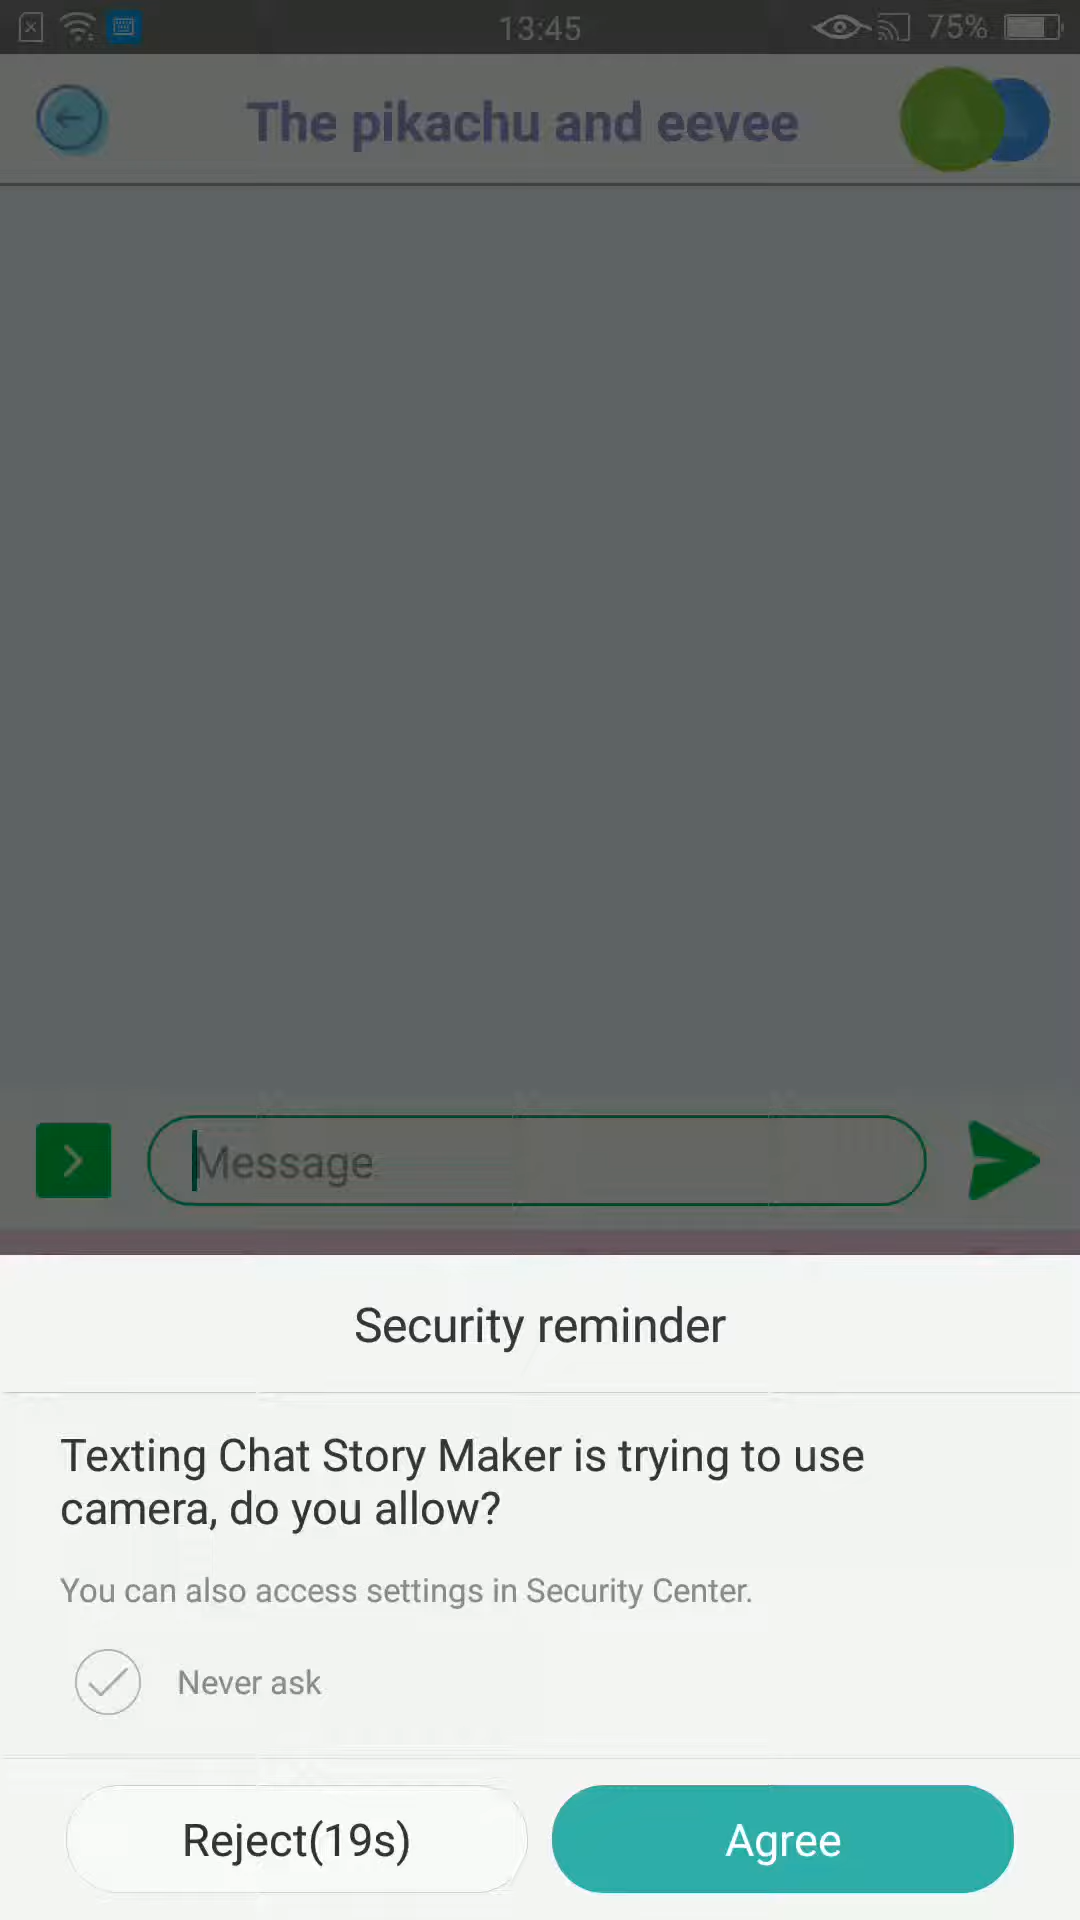 13:45
75%
The pikachu and eevee
Message
Security reminder
Texting Chat Story Maker is trying to use
camera, do you allow?
You can also access settings in Security Center.
Never ask
Reject(19s)
Agree